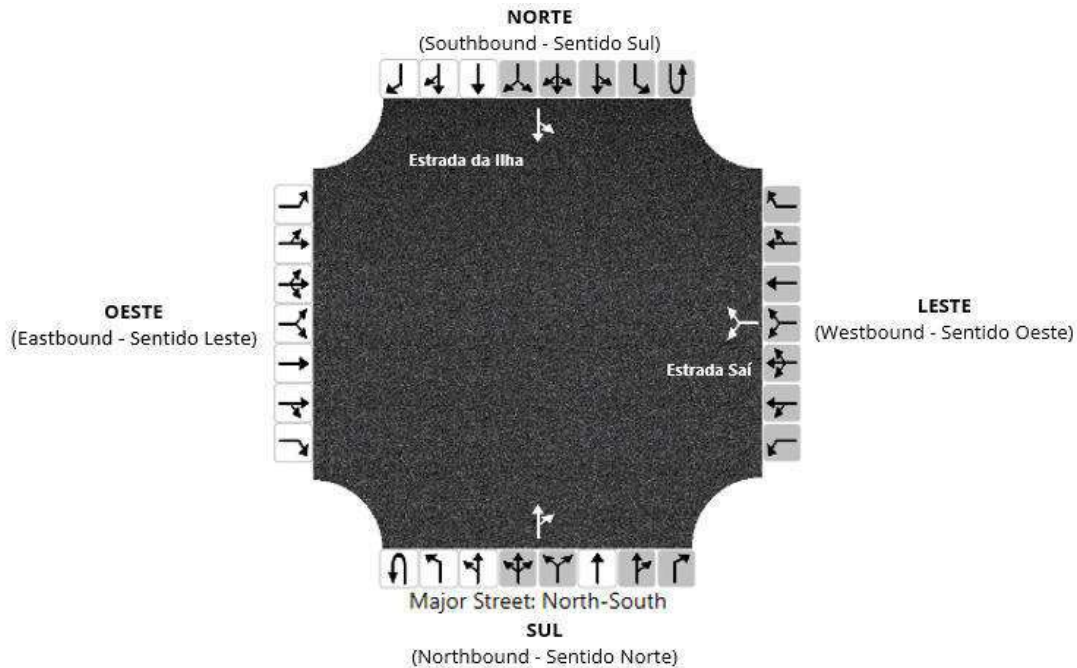 NORTE
(Southbound - Sentido Sul)
Estrada da Ilha
OESTE
(Eastbound - Sentido Leste)
LESTE
(Westbound - Sentido Oeste)
Estrada Saí
Major Street: North-South
SUL
(Northbound - Sentido Norte)